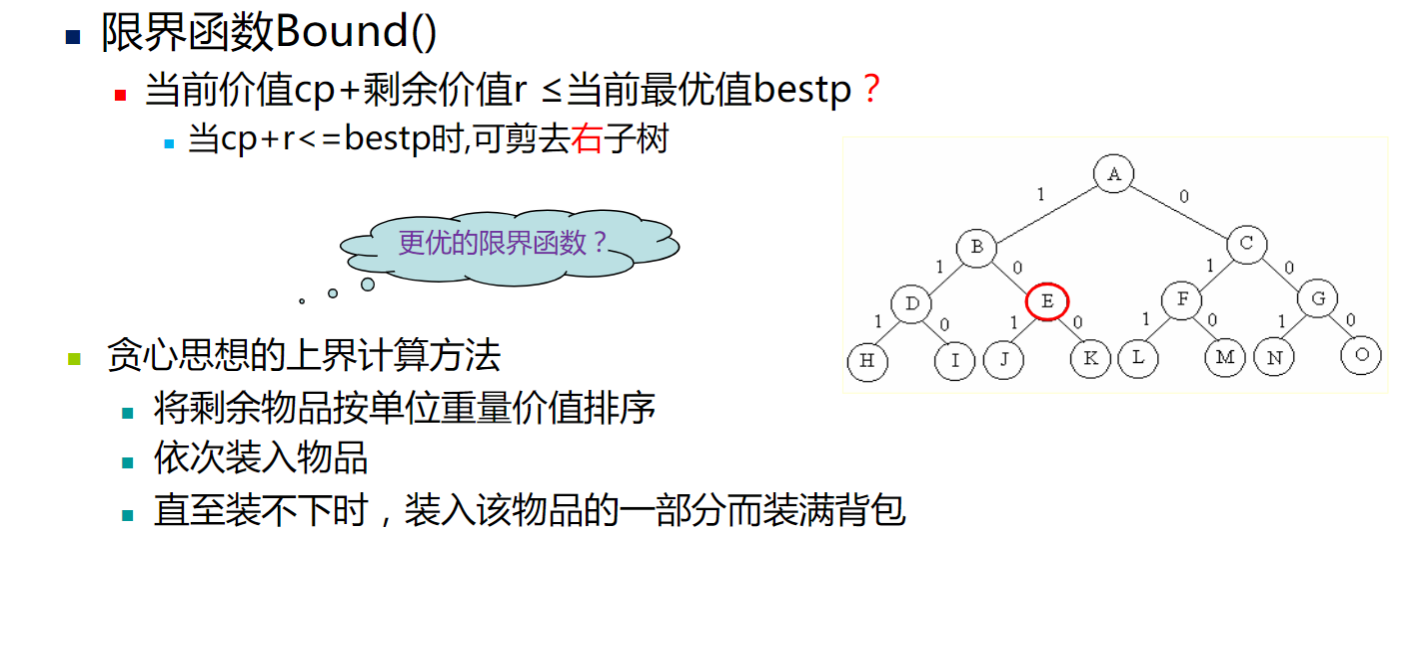 限界函数Bound()
当前价值cp+剩余价值r ≤当前最优值bestp？
当cp+r<=bestp时,可剪去右子树
更优的限界函数？
贪心思想的上界计算方法
将剩余物品按单位重量价值排序
依次装入物品
直至装不下时，装入该物品的一部分而装满背包
A
1 0
B C
1 0 1 0
D E F G
1 0 1 0 1 0 1 0
H I J K L M N O